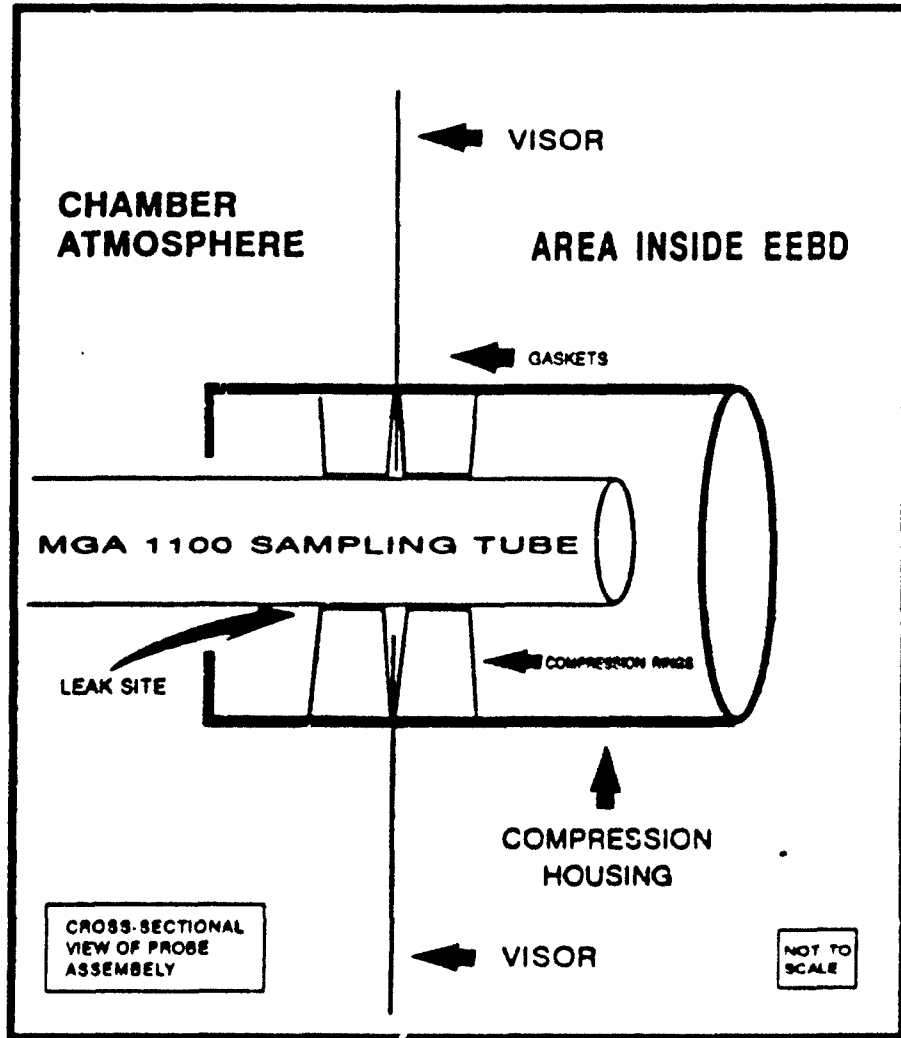 VISOR
CHAMBER
ATMOSPHERE
AREA INSIDE EEBD
GASKETS
MGA 1100 SAMPLING TUBE
COMPRESSION RINGS
LEAK SITE
COMPRESSION
HOUSING
CROSS-SECTIONAL
VIEW OF PROBE
ASSEMBELY
VISOR
NOT TO
SCALE